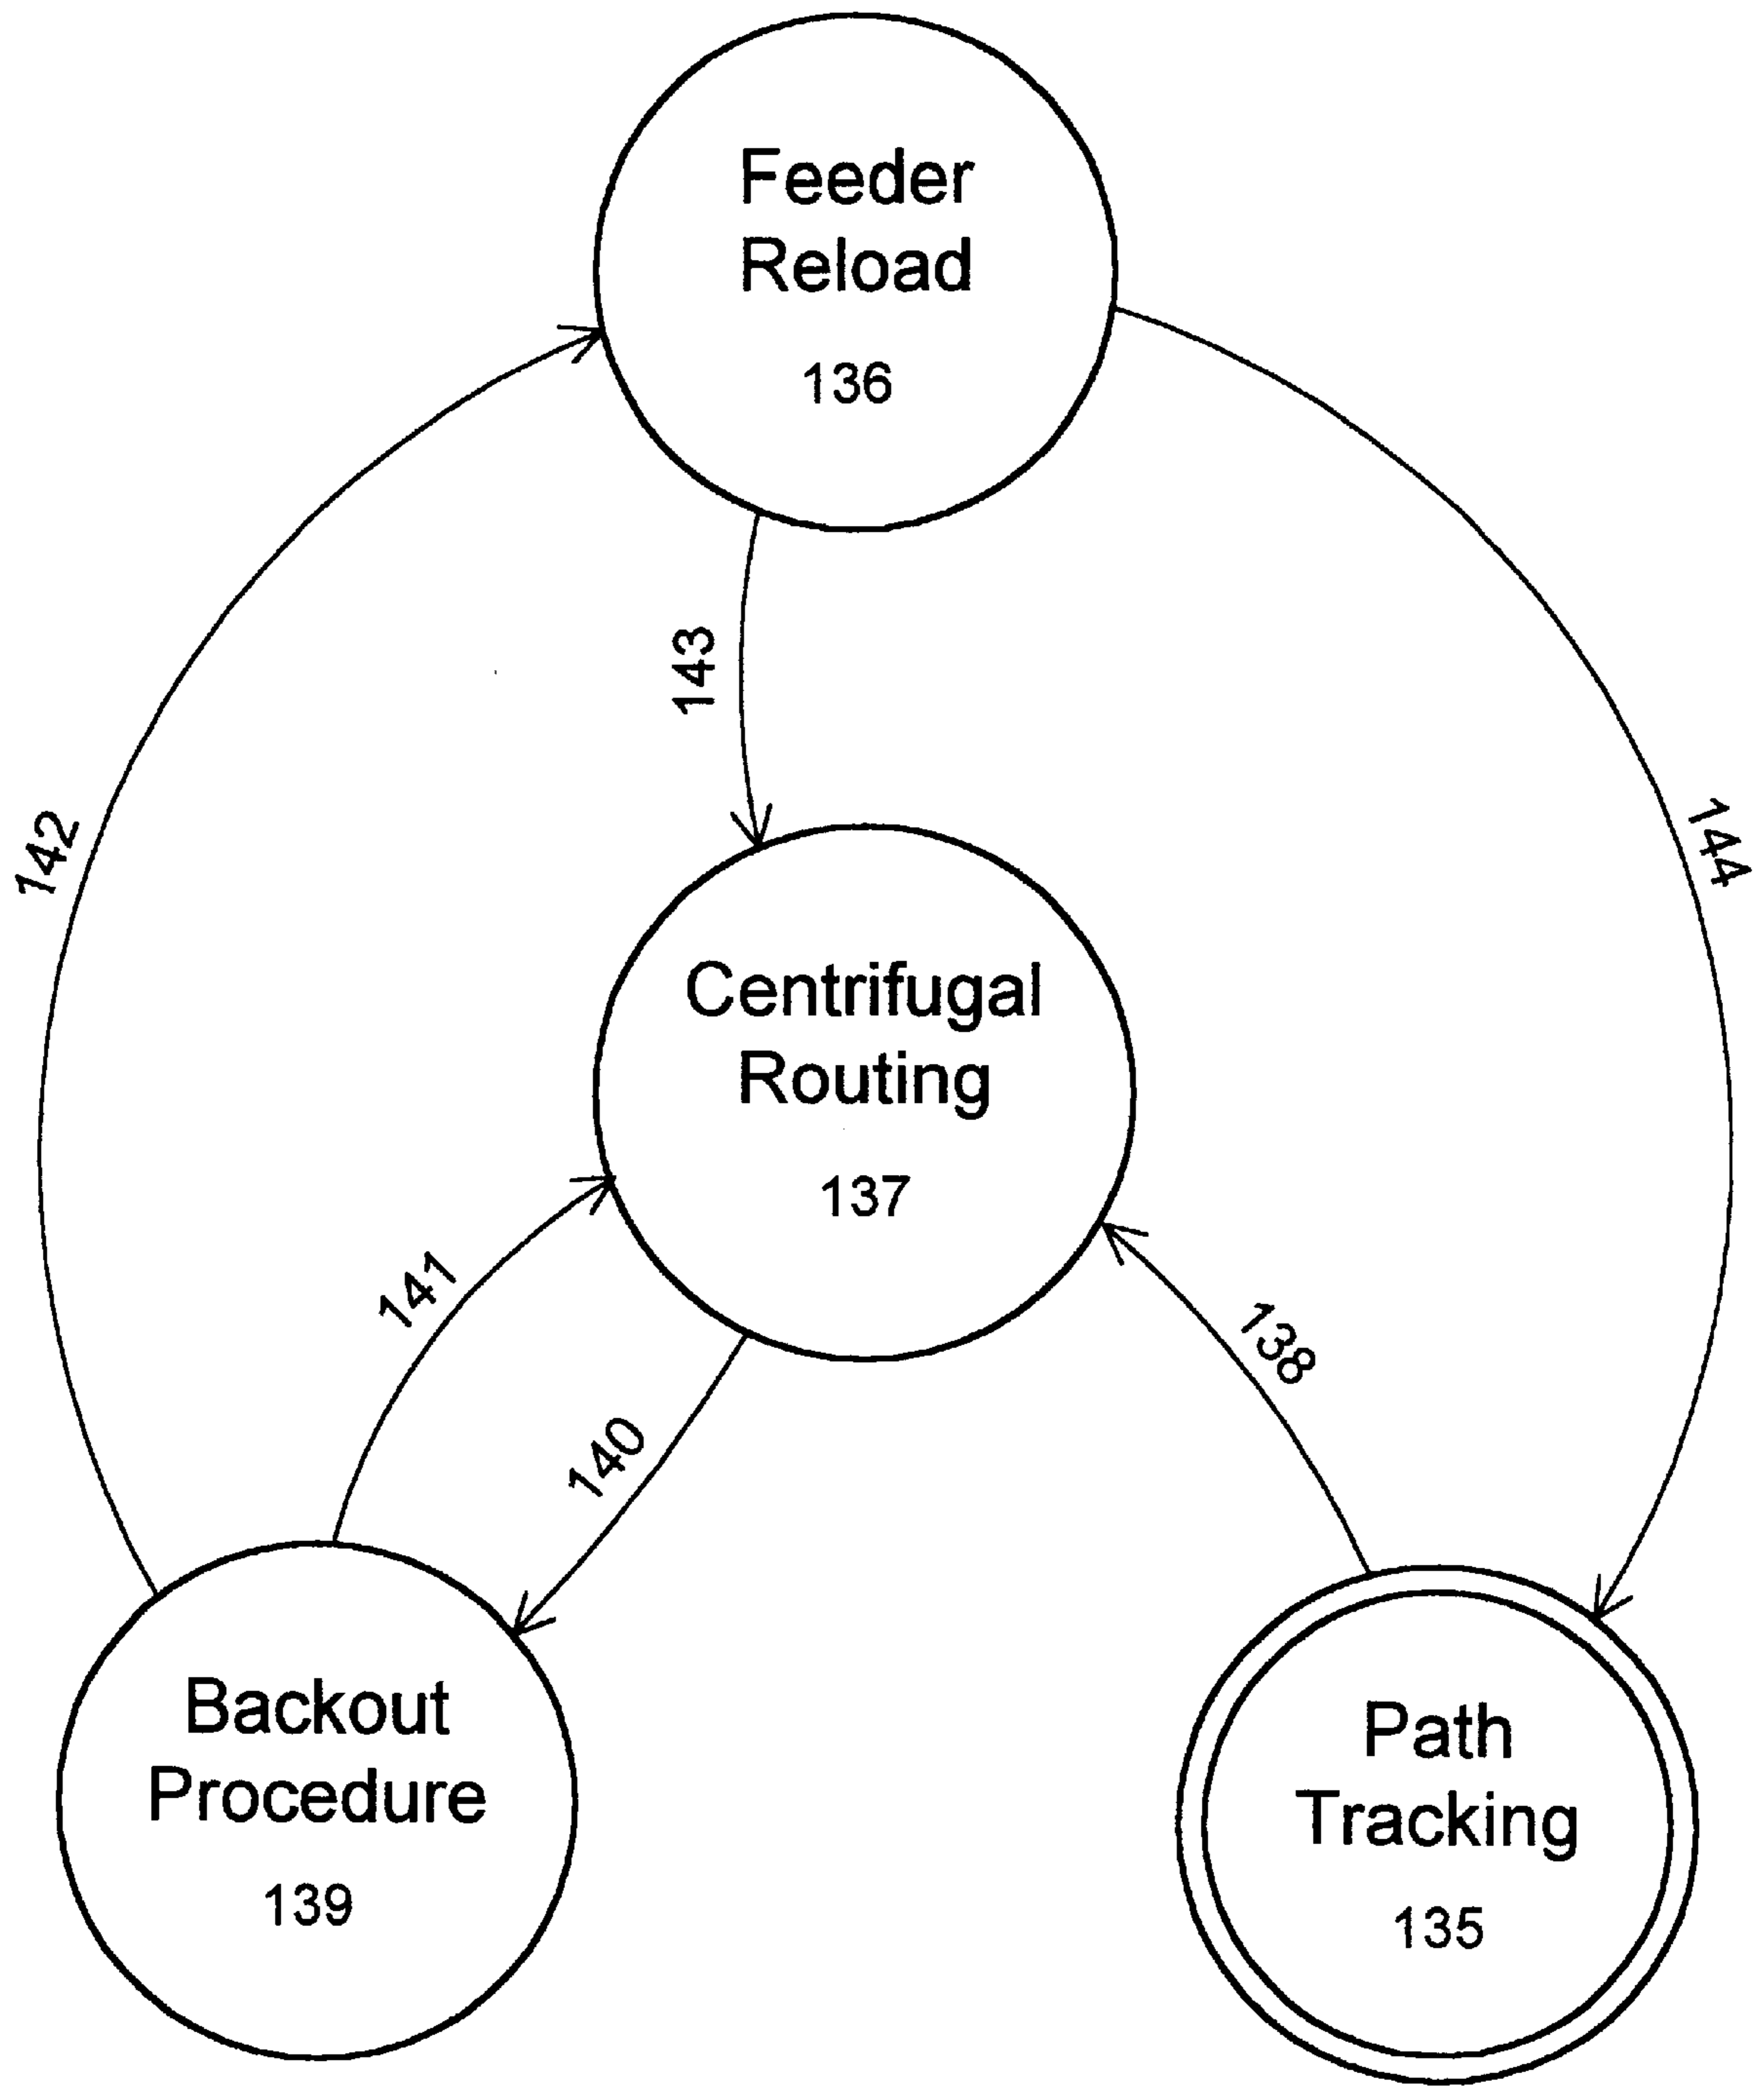 Feeder
Reload
136
143
142
144
Centrifugal
Routing
137
141
138
140
Backout
Procedure
139
Path
Tracking
135